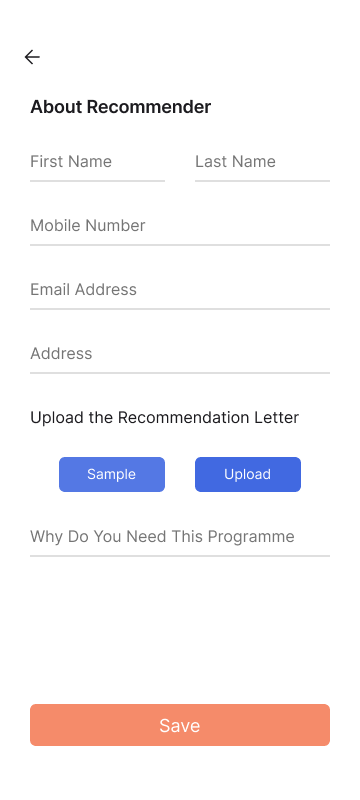 About Recommender
First Name Last Name
Mobile Number
Email Address
Address
Upload the Recommendation Letter
Sample Upload
Why Do You Need This Programme
Save